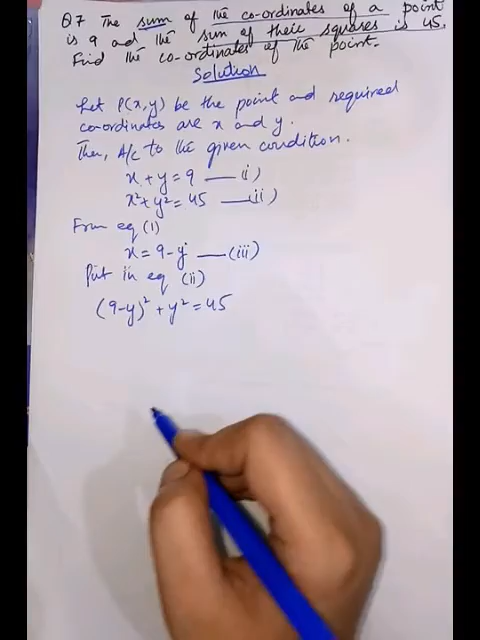 Q7 The sum of the co-ordinates of a point
is 9 and the sum of their squares is 45.
Find the co-ordinates of the point.
Solution
Let P(x,y) be the point and required
co-ordinates are x and y.
Then, A/c to the given condition.
x + y = 9 — (i)
x² + y² = 45 — (ii)
From eq (1)
x = 9 - y — (iii)
Put in eq (ii)
(9-y)² + y² = 45